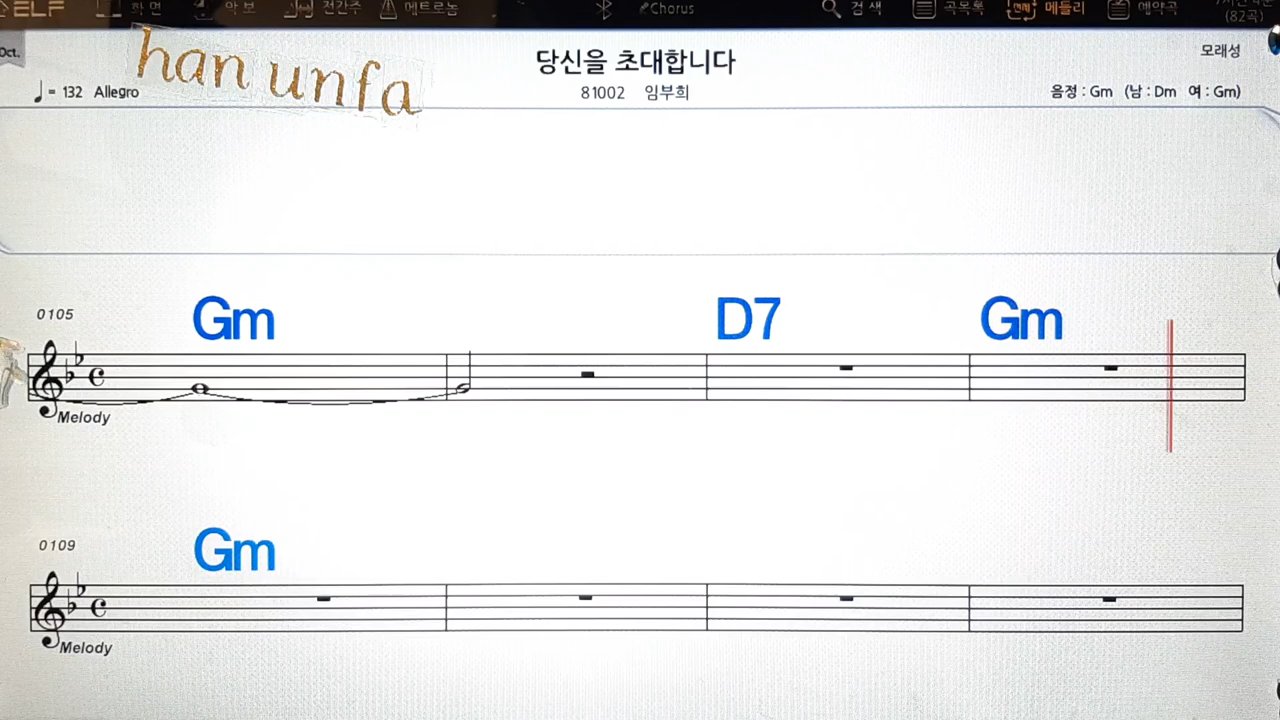 ELF 화면 악보 전간주 메트로놈 Chorus 검색 곡목록 메들리 예약곡
(82곡)
Oct.
han unfa
당신을 초대합니다
모래성
♩= 132 Allegro
81002 임부희
음정 : Gm (남 : Dm 여 : Gm)
0105
Gm D7 Gm
Melody
0109
Gm
Melody